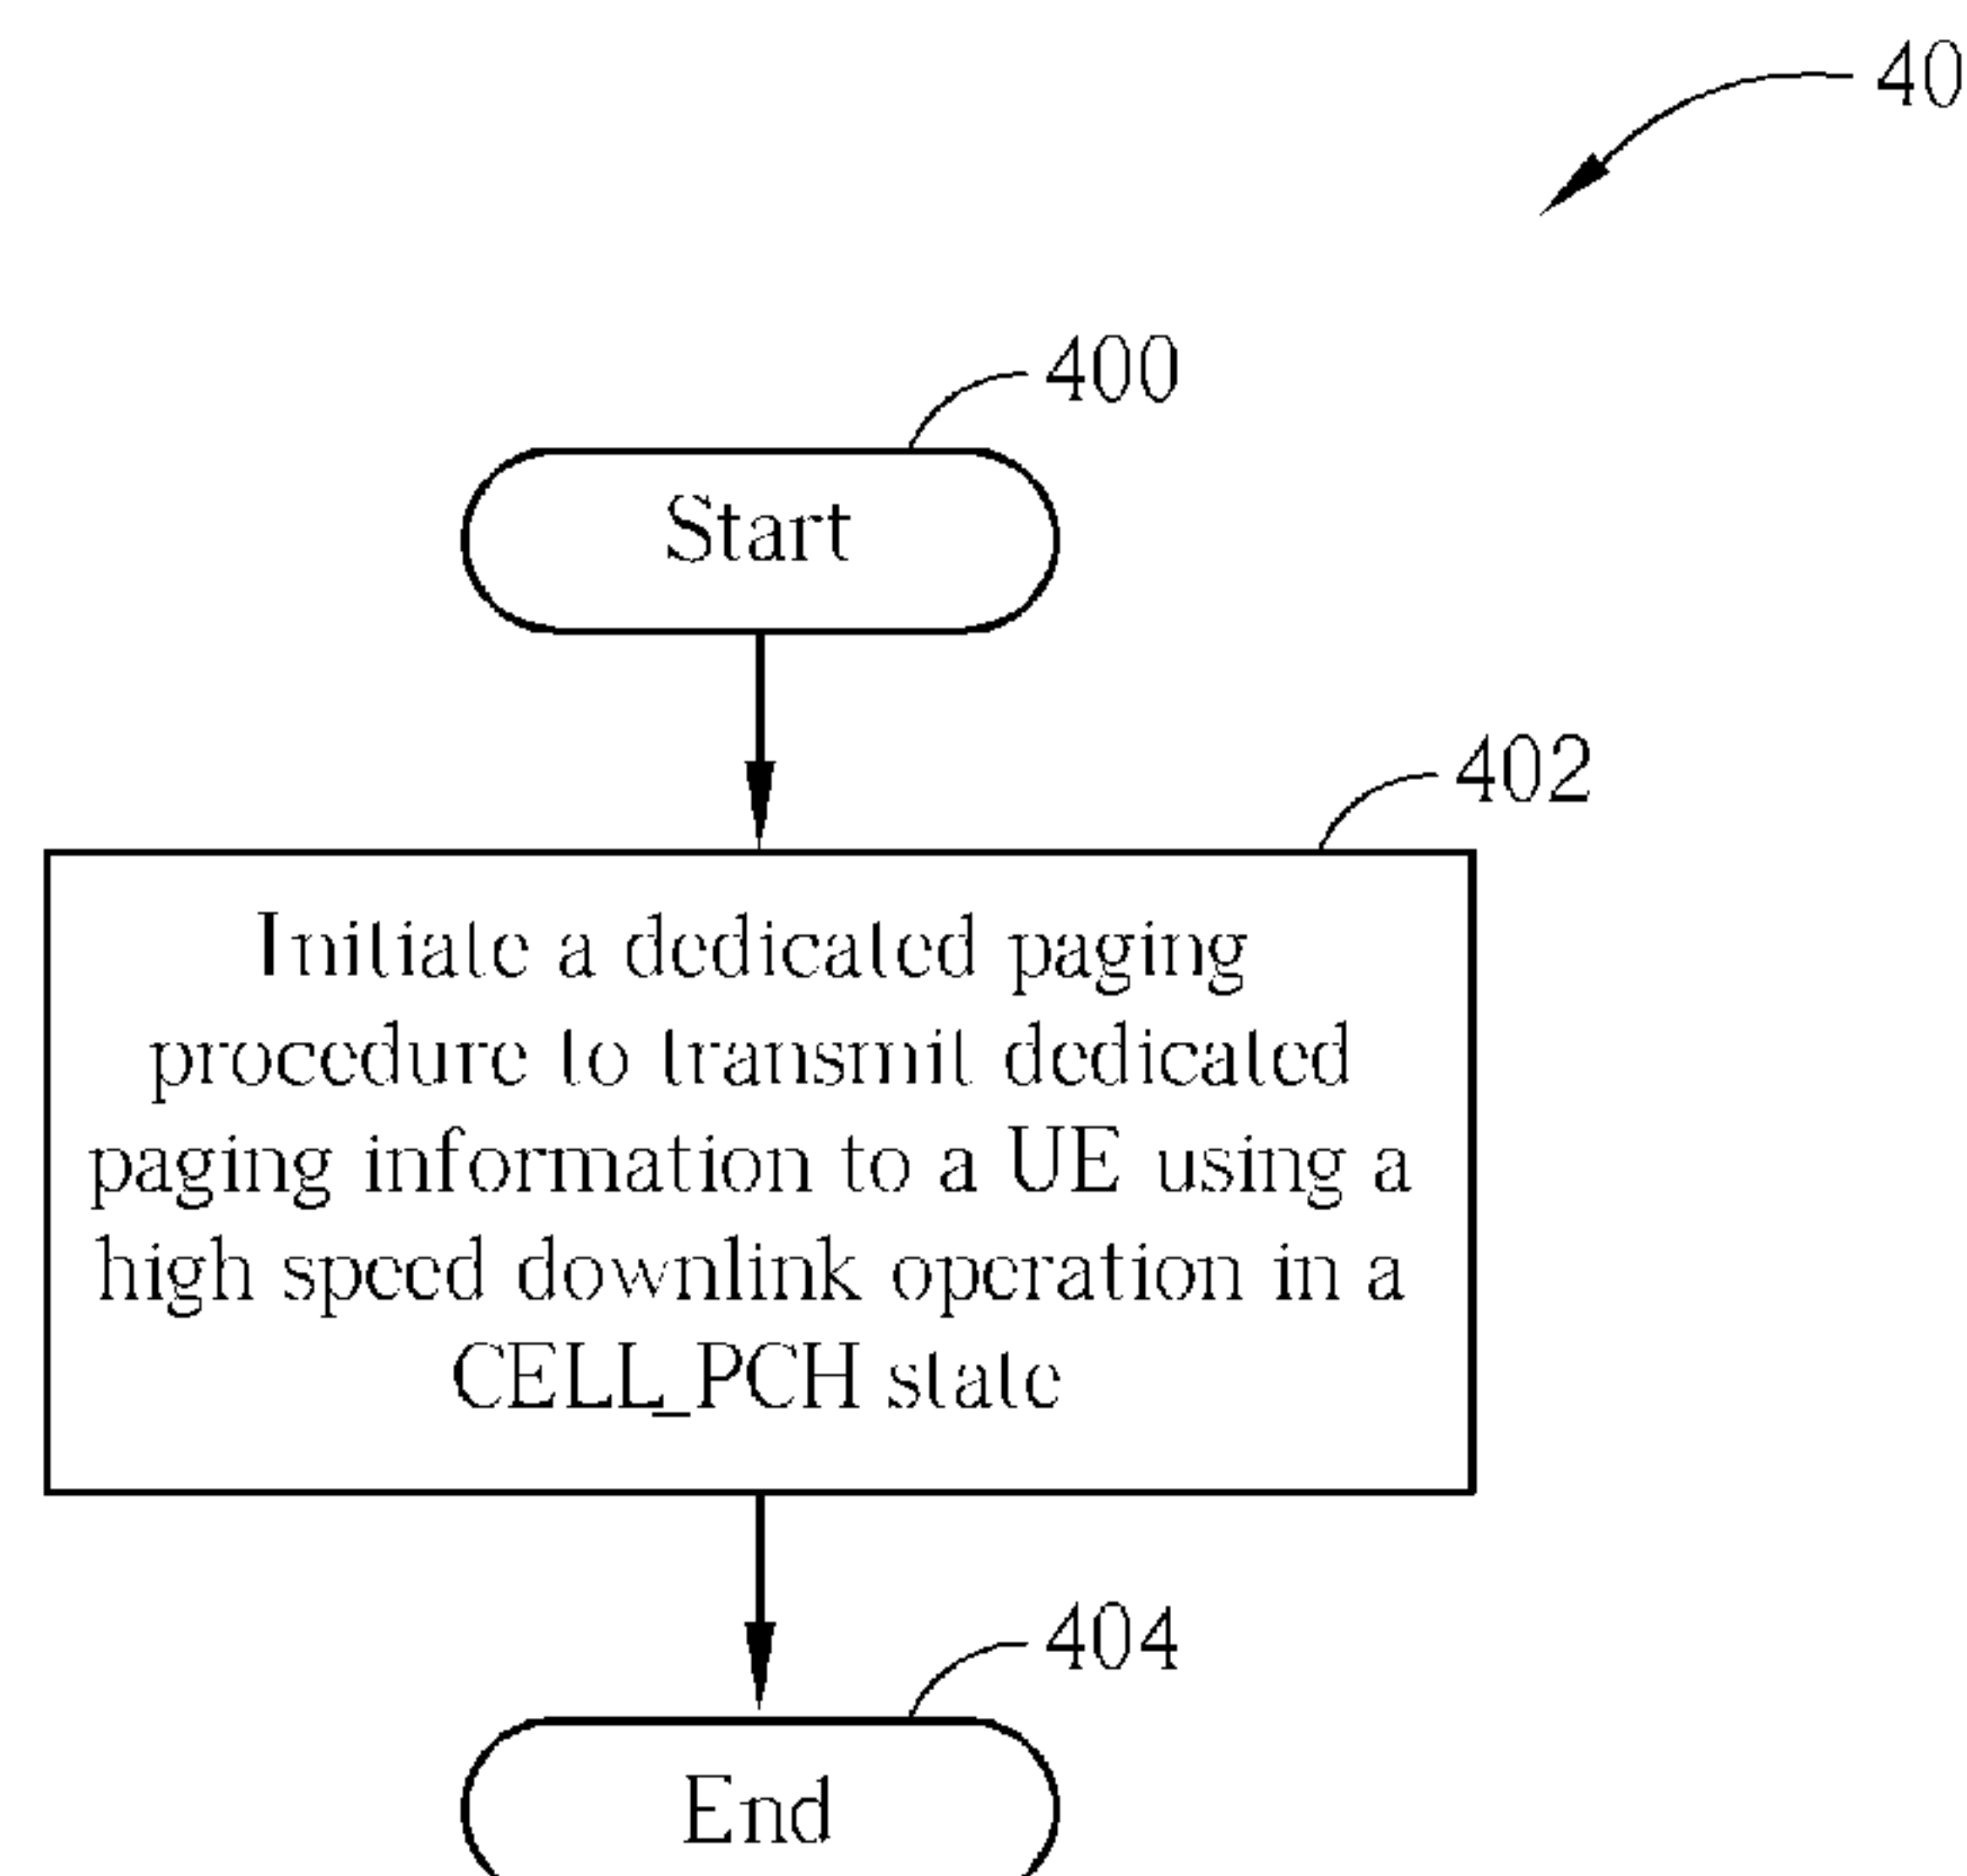 40
400
Start
402
Initiate a dedicated paging
procedure to transmit dedicated
paging information to a UE using a
high speed downlink operation in a
CELL_PCH state
404
End